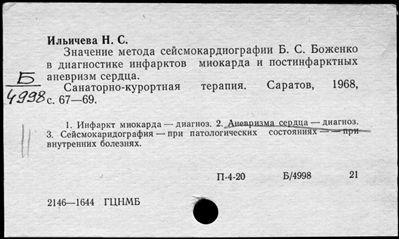 Ильичева Н. С.
Значение метода сейсмокардиографии Б. С. Боженко
в диагностике инфарктов миокарда и постинфарктных
аневризм сердца.
Б
4998
Санаторно-курортная терапия. Саратов, 1968,
с. 67—69.
1. Инфаркт миокарда — диагноз. 2. Аневризма сердца — диагноз.
3. Сейсмокаридография — при патологических состояниях — при
внутренних болезнях.
П-4-20 Б/4998 21
2146—1644 ГЦНМБ